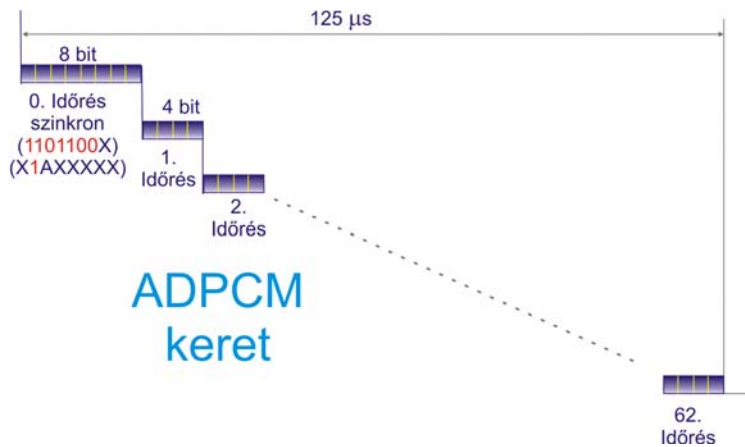 125 µs
8 bit
0. Időrés
szinkron
(1101100X)
(X1AXXXXX)
4 bit
1.
Időrés
2.
Időrés
ADPCM
keret
62.
Időrés